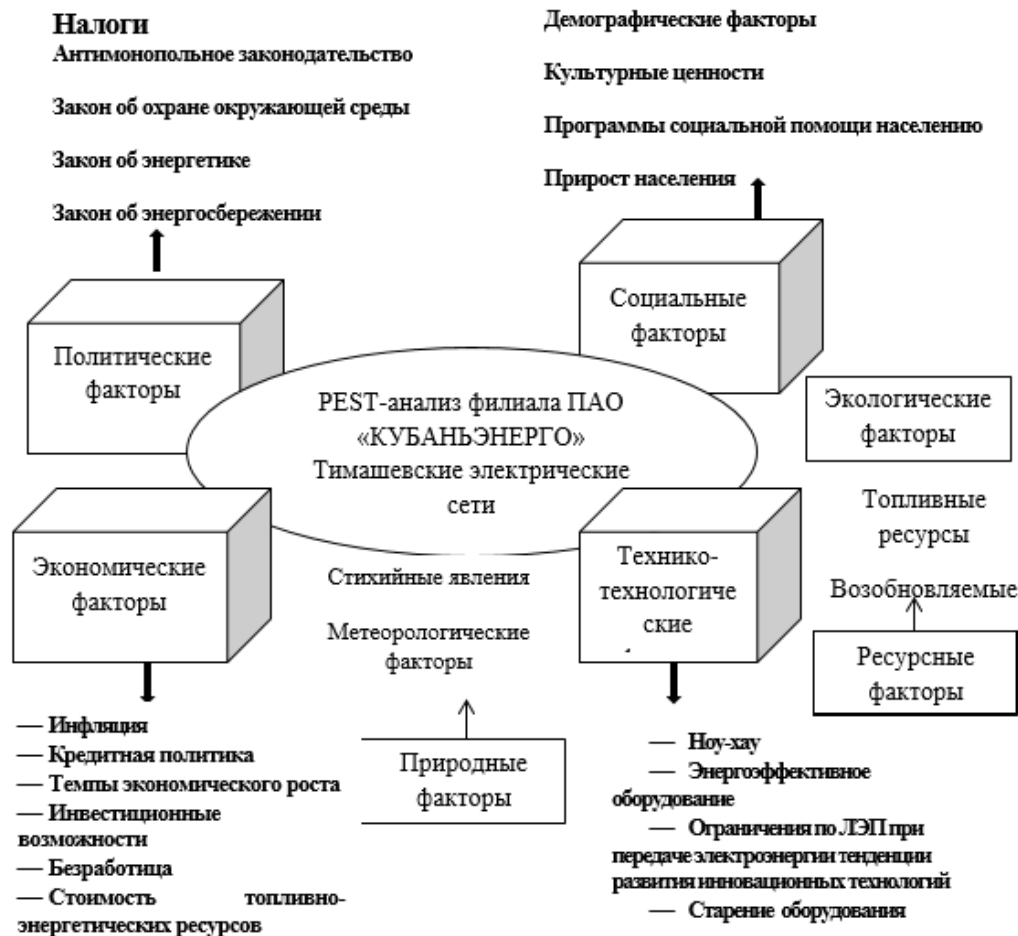 Налоги
Антимонопольное законодательство
Закон об охране окружающей среды
Закон об энергетике
Закон об энергосбережении
Демографические факторы
Культурные ценности
Программы социальной помощи населению
Прирост населения
Политические
факторы
Социальные
факторы
PEST-анализ филиала ПАО
«КУБАНЬЭНЕРГО»
Тимашевские электрические
сети
Экологические
факторы
Топливные
ресурсы
Возобновляемые
Ресурсные
факторы
Экономические
факторы
Стихийные явления
Метеорологические
факторы
Природные
факторы
Технико-
технологиче
ские
— Инфляция
— Кредитная политика
— Темпы экономического роста
— Инвестиционные
возможности
— Безработица
— Стоимость топливно-
энергетических ресурсов
— Ноу-хау
— Энергоэффективное
оборудование
— Ограничения по ЛЭП при
передаче электроэнергии тенденции
развития инновационных технологий
— Старение оборудования